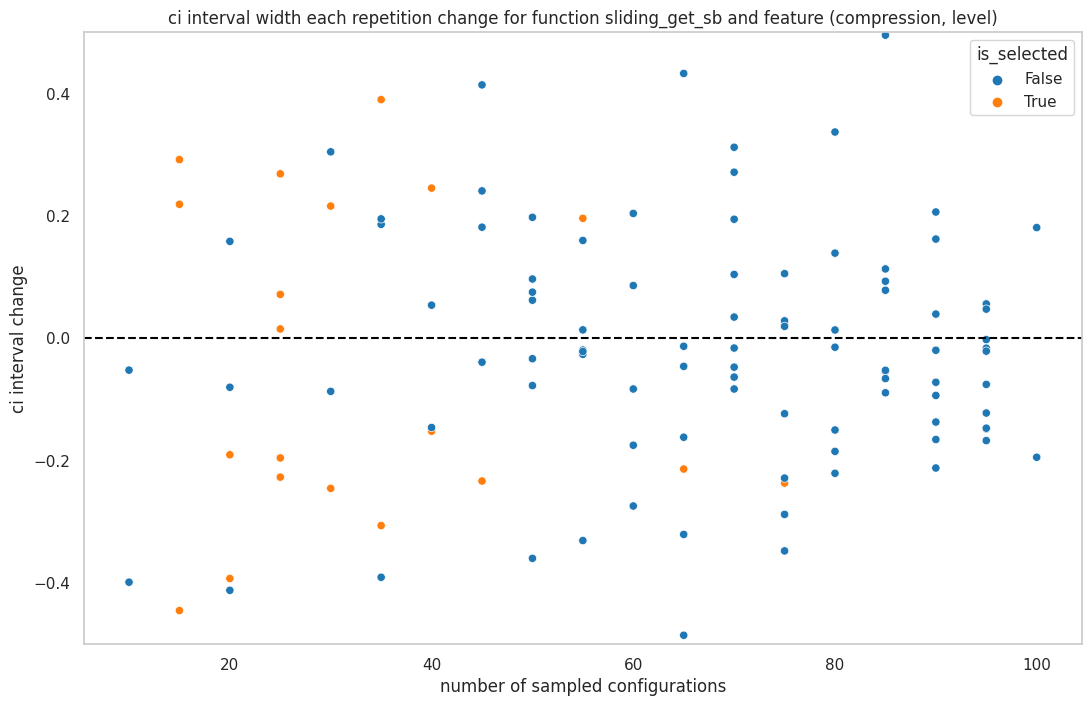 ci interval width each repetition change for function sliding_get_sb and feature (compression, level)
is_selected
False
True
ci interval change
0.4
0.2
0.0
−0.2
−0.4
20
40
60
80
100
number of sampled configurations